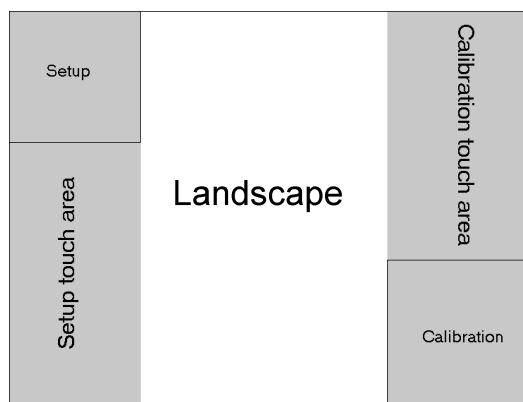 Setup
Calibration touch area
Landscape
Setup touch area
Calibration